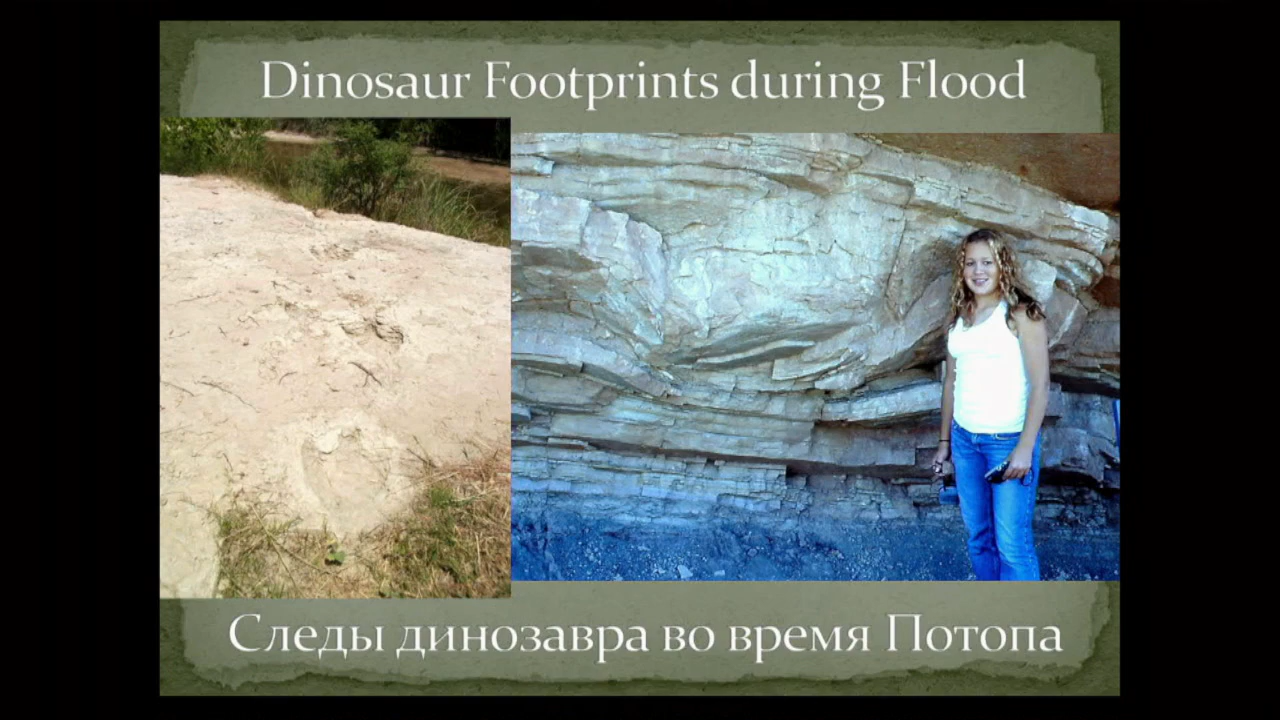 Dinosaur Footprints during Flood
Следы динозавра во время Потопа